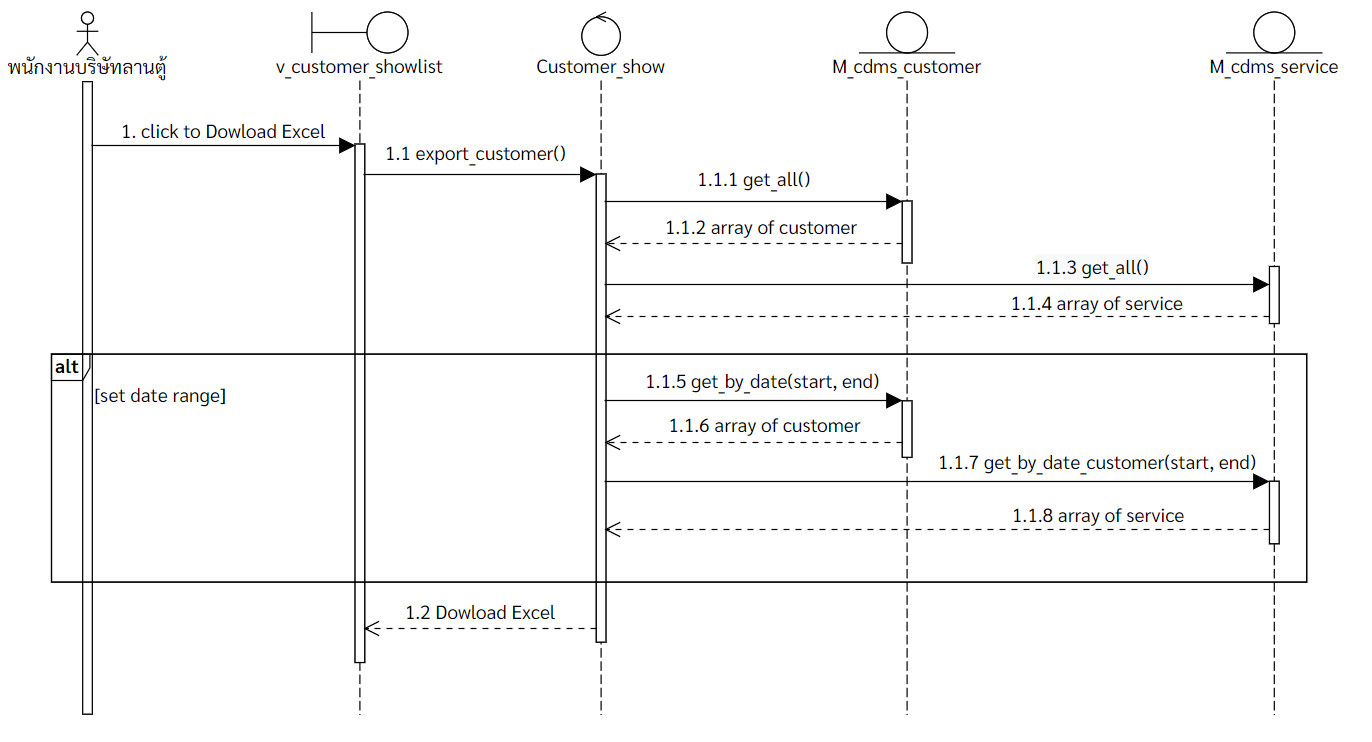 พนักงานบริษัทลานตู้
v_customer_showlist
Customer_show
M_cdms_customer
M_cdms_service
1. click to Dowload Excel
1.1 export_customer()
1.1.1 get_all()
1.1.2 array of customer
1.1.3 get_all()
1.1.4 array of service
alt
[set date range]
1.1.5 get_by_date(start, end)
1.1.6 array of customer
1.1.7 get_by_date_customer(start, end)
1.1.8 array of service
1.2 Dowload Excel